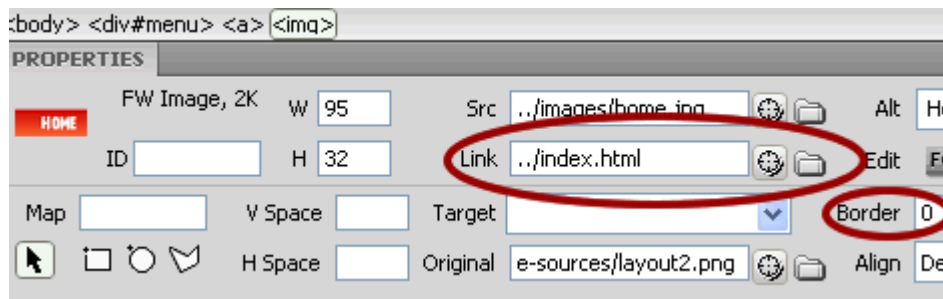 <body> <div#menu> <a> <img>
PROPERTIES
HOME
FW Image, 2K W 95 Src ../images/home.jpg Alt
ID H 32 Link ../index.html Edit
Map V Space Target Border 0
H Space Original e-sources/layout2.png Align